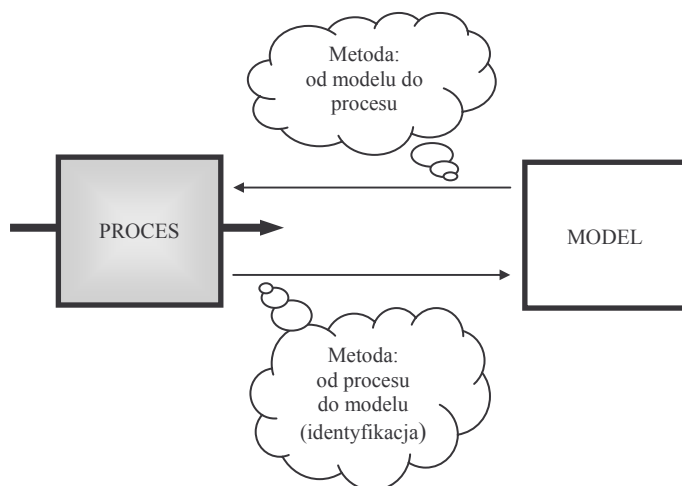 Metoda:
od modelu do
procesu
PROCES
MODEL
Metoda:
od procesu
do modelu
(identyfikacja)